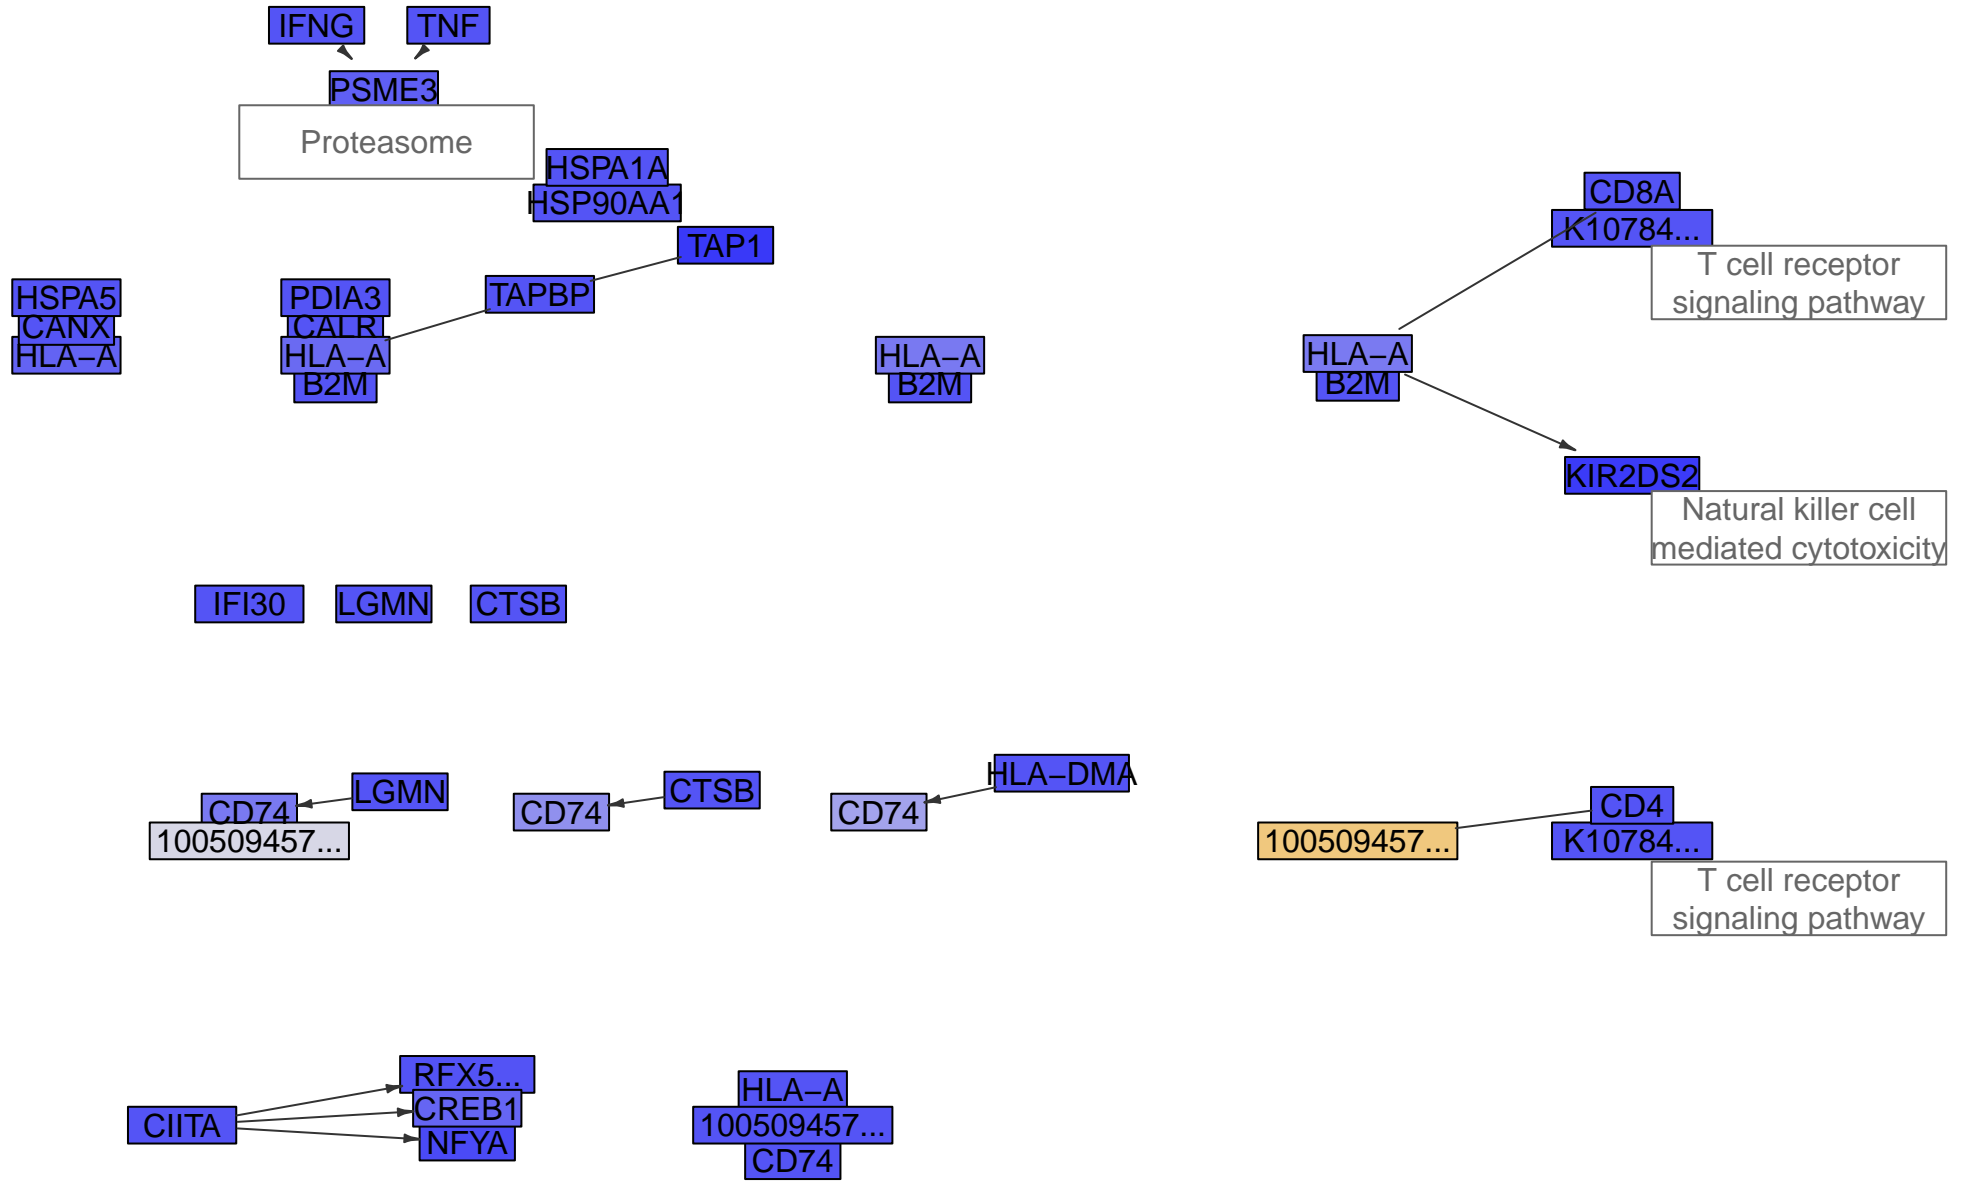 IFNG
TNF
PSME3
Proteasome
HSPA1A
HSP90AA1
TAP1
TAPBP
CD8A
K10784...
T cell receptor
signaling pathway
HSPA5
CANX
HLA−A
PDIA3
CALR
HLA−A
B2M
HLA−A
B2M
HLA−A
B2M
KIR2DS2
Natural killer cell
mediated cytotoxicity
IFI30
LGMN
CTSB
LGMN
CD74
100509457...
CTSB
CD74
HLA−DMA
CD74
CD4
100509457...
K10784...
T cell receptor
signaling pathway
CIITA
RFX5...
CREB1
NFYA
HLA−A
100509457...
CD74